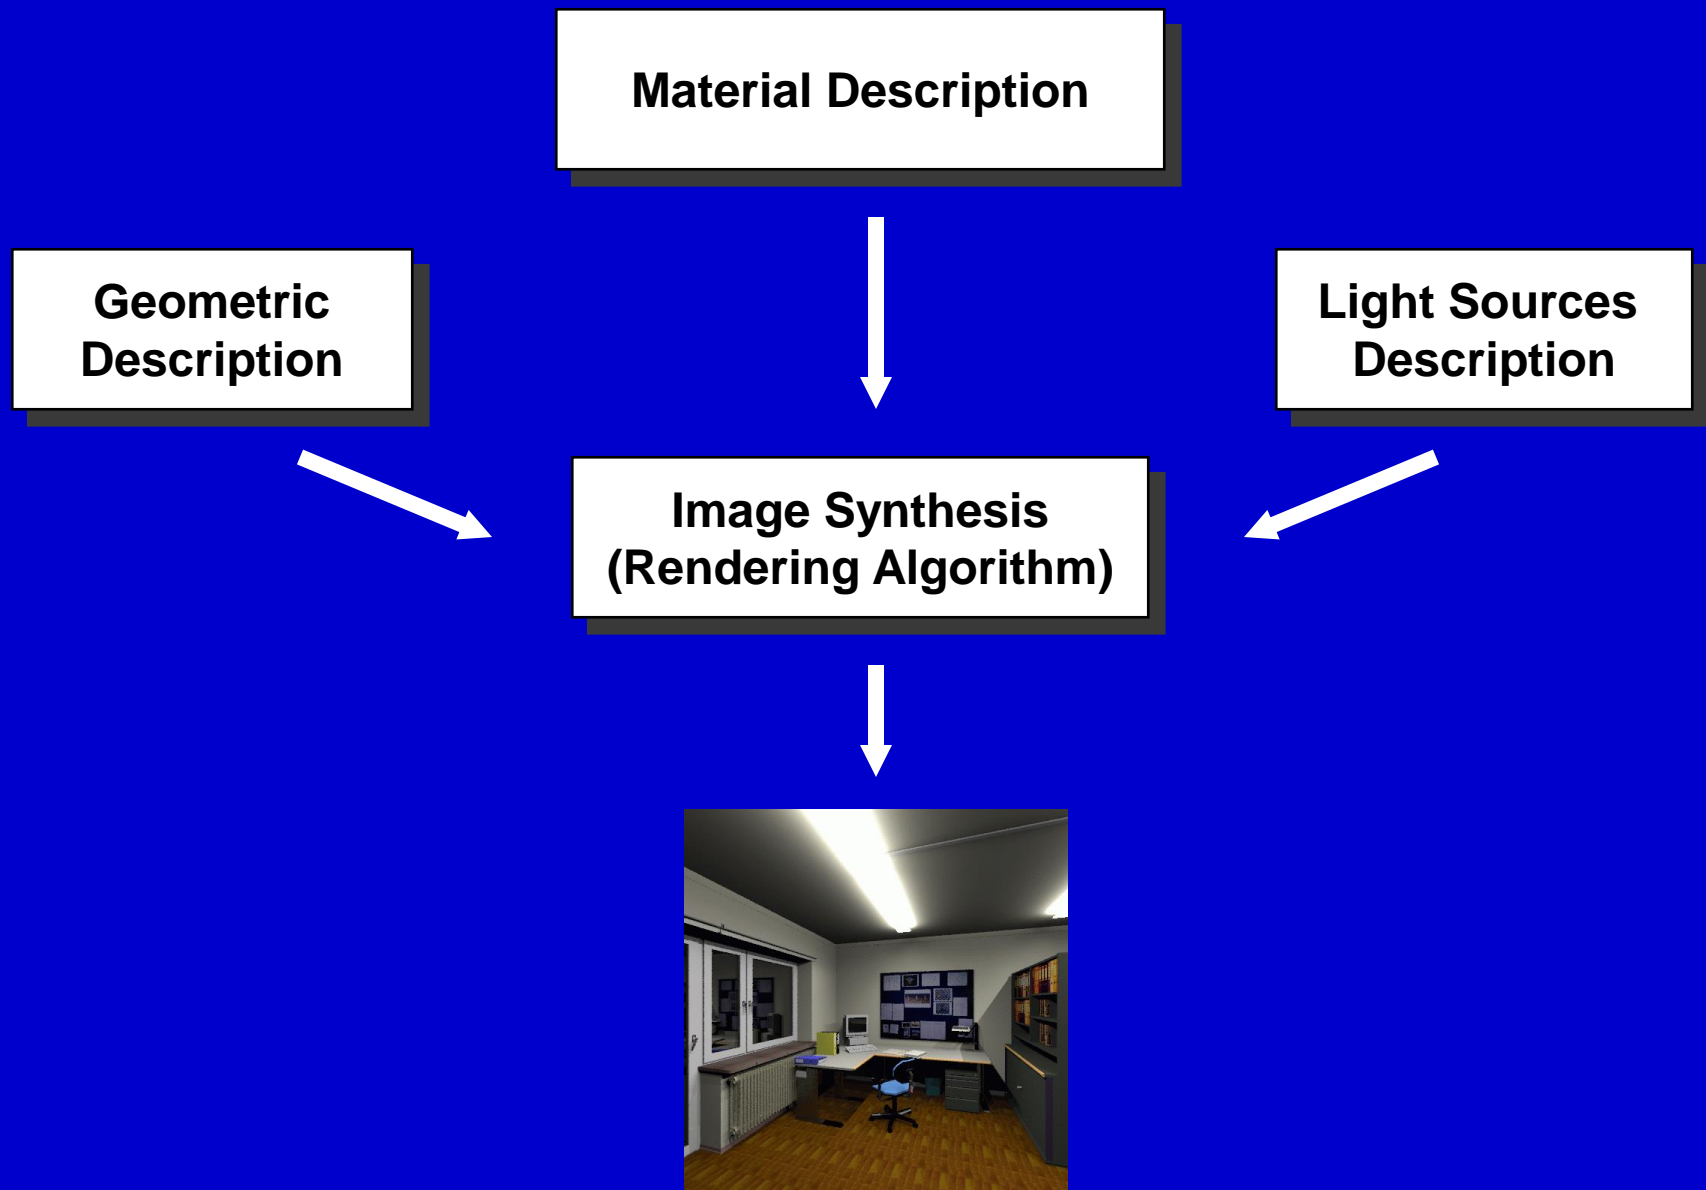 Material Description
Geometric
Description
Light Sources
Description
Image Synthesis
(Rendering Algorithm)